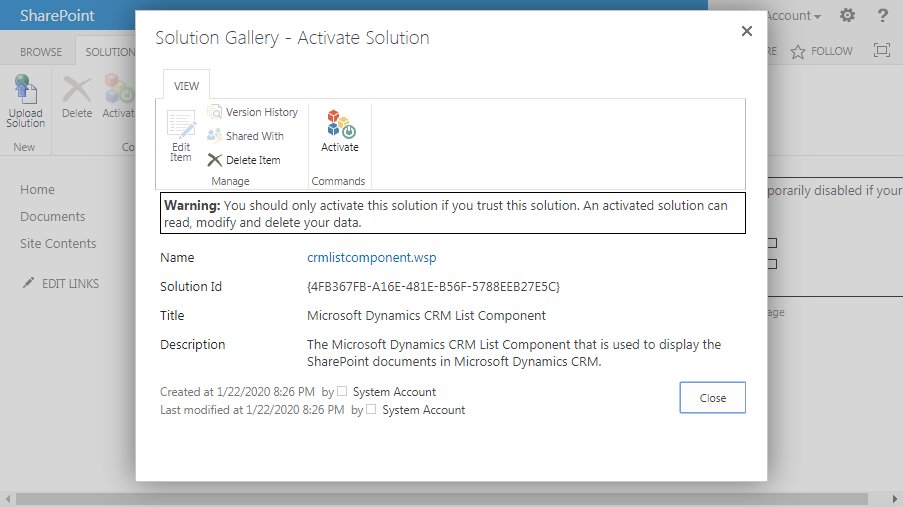 SharePoint
Account
?
BROWSE
SOLUTION
FOLLOW
Upload
Solution
Delete
New
Home
Documents
Site Contents
EDIT LINKS
Solution Gallery - Activate Solution
VIEW
Edit
Item
Version History
Shared With
Delete Item
Manage
Activate
Commands
Warning: You should only activate this solution if you trust this solution. An activated solution can
read, modify and delete your data.
Name crmlistcomponent.wsp
Solution Id {4FB367FB-A16E-481E-B56F-5788EEB27E5C}
Title Microsoft Dynamics CRM List Component
Description The Microsoft Dynamics CRM List Component that is used to display the
SharePoint documents in Microsoft Dynamics CRM.
Created at 1/22/2020 8:26 PM by System Account
Last modified at 1/22/2020 8:26 PM by System Account
Close
disabled if your